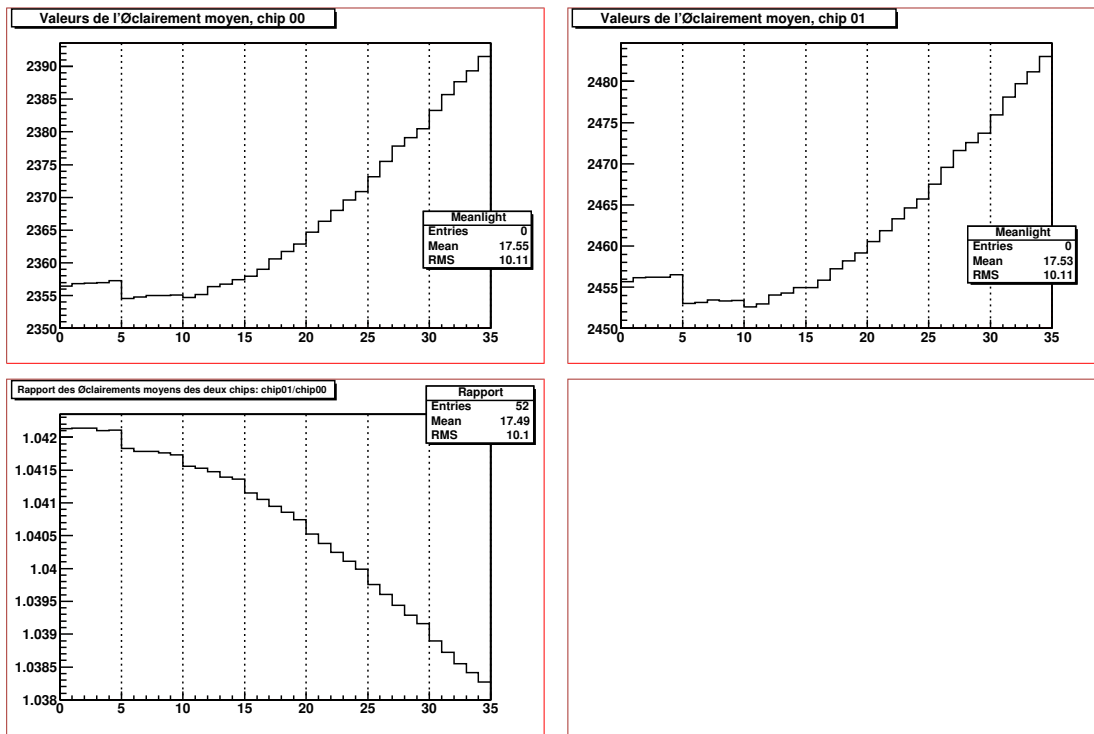 Valeurs de l'Øclairement moyen, chip 00
2390
2385
2380
2375
2370
2365
2360
2355
2350
0 5 10 15 20 25 30 35
Meanlight
Entries 0
Mean 17.55
RMS 10.11
Valeurs de l'Øclairement moyen, chip 01
2480
2475
2470
2465
2460
2455
2450
0 5 10 15 20 25 30 35
Meanlight
Entries 0
Mean 17.53
RMS 10.11
Rapport des Øclairements moyens des deux chips: chip01/chip00
1.042
1.0415
1.041
1.0405
1.04
1.0395
1.039
1.0385
1.038
0 5 10 15 20 25 30 35
Rapport
Entries 52
Mean 17.49
RMS 10.1